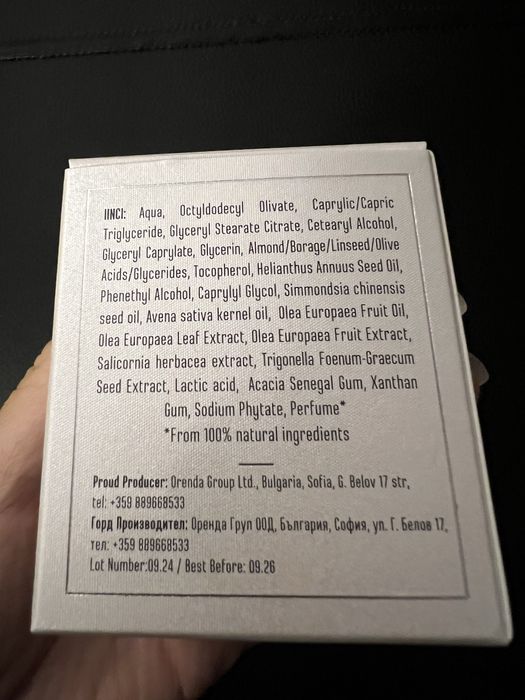 IINCI: Aqua, Octyldodecyl Olivate, Caprylic/Capric
Triglyceride, Glyceryl Stearate Citrate, Cetearyl Alcohol,
Glyceryl Caprylate, Glycerin, Almond/Borage/Linseed/Olive
Acids/Glycerides, Tocopherol, Helianthus Annuus Seed Oil,
Phenethyl Alcohol, Caprylyl Glycol, Simmondsia chinensis
seed oil, Avena sativa kernel oil, Olea Europaea Fruit Oil,
Olea Europaea Leaf Extract, Olea Europaea Fruit Extract,
Salicornia herbacea extract, Trigonella Foenum-Graecum
Seed Extract, Lactic acid, Acacia Senegal Gum, Xanthan
Gum, Sodium Phytate, Perfume*
*From 100% natural ingredients
Proud Producer: Orenda Group Ltd., Bulgaria, Sofia, G. Belov 17 str,
tel: +359 889668533
Горд Производител: Оренда Груп ООД, България, София, ул. Г. Белов 17,
тел: +359 889668533
Lot Number:09.24 / Best Before: 09.26